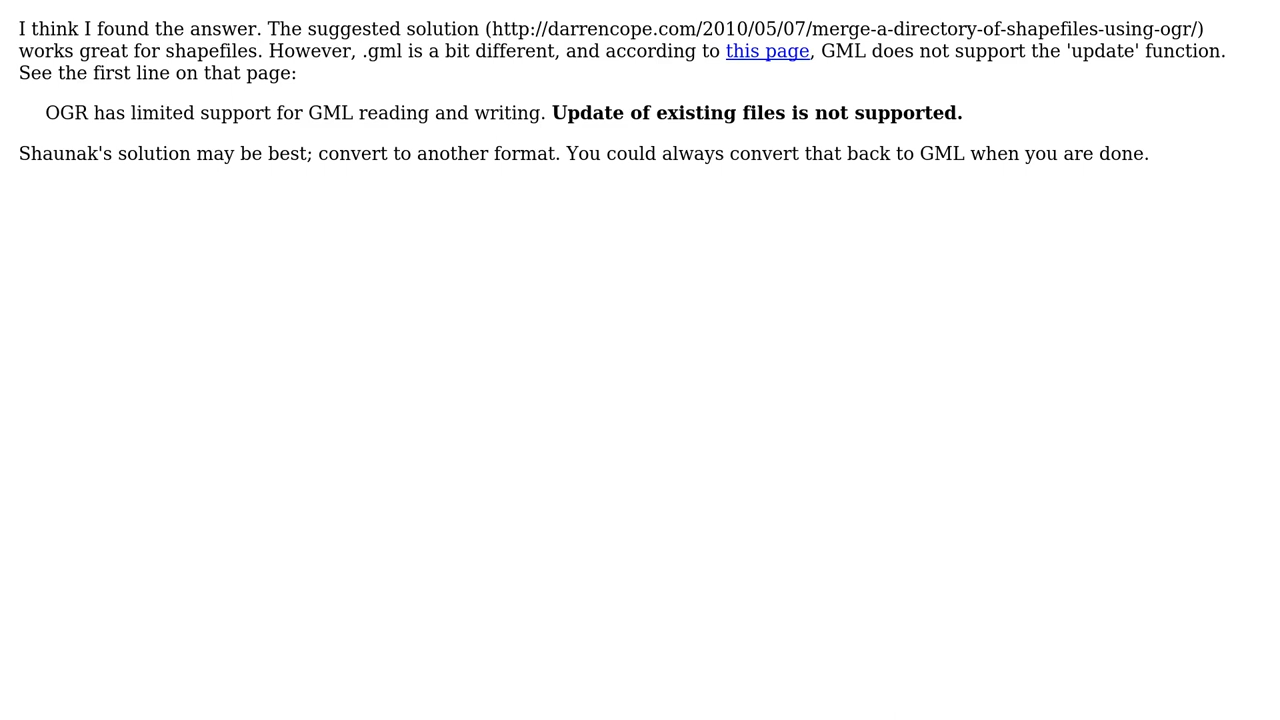 I think I found the answer. The suggested solution (http://darrencope.com/2010/05/07/merge-a-directory-of-shapefiles-using-ogr/)
works great for shapefiles. However, .gml is a bit different, and according to this page, GML does not support the 'update' function.
See the first line on that page:
OGR has limited support for GML reading and writing. Update of existing files is not supported.
Shaunak's solution may be best; convert to another format. You could always convert that back to GML when you are done.